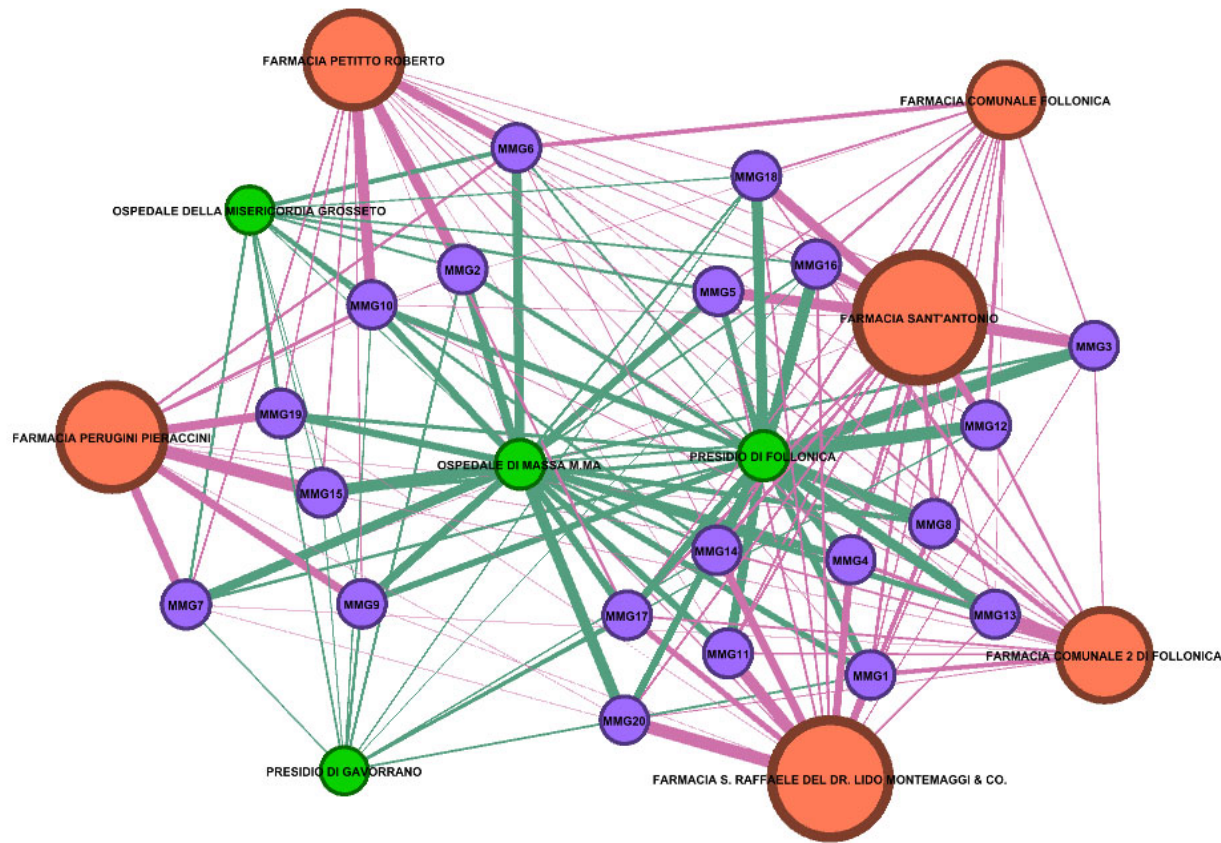 FARMACIA PETITTO ROBERTO
FARMACIA COMUNALE FOLLONICA
MMG6
MMG18
OSPEDALE DELLA MISERICORDIA GROSSETO
MMG2
MMG16
MMG5
MMG10
FARMACIA SANT'ANTONIO
MMG3
MMG19
MMG12
FARMACIA PERUGINI PIERACCINI
OSPEDALE DI MASSA M.MA
PRESIDIO DI FOLLONICA
MMG15
MMG8
MMG14
MMG4
MMG7
MMG9
MMG17
MMG13
MMG11
FARMACIA COMUNALE 2 DI FOLLONICA
MMG1
MMG20
PRESIDIO DI GAVORRANO
FARMACIA S. RAFFAELE DEL DR. LIDO MONTEMAGGI & CO.